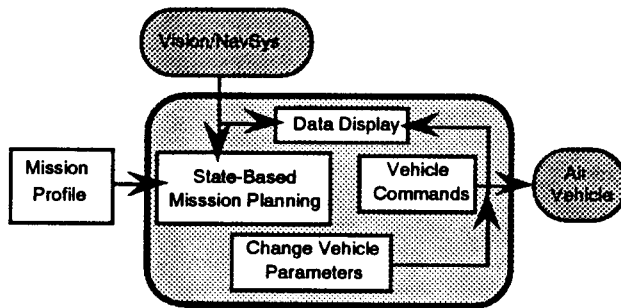 Vision/NavSys
Data Display
Mission
Profile
State-Based
Misssion Planning
Vehicle
Commands
Air
Vehicle
Change Vehicle
Parameters